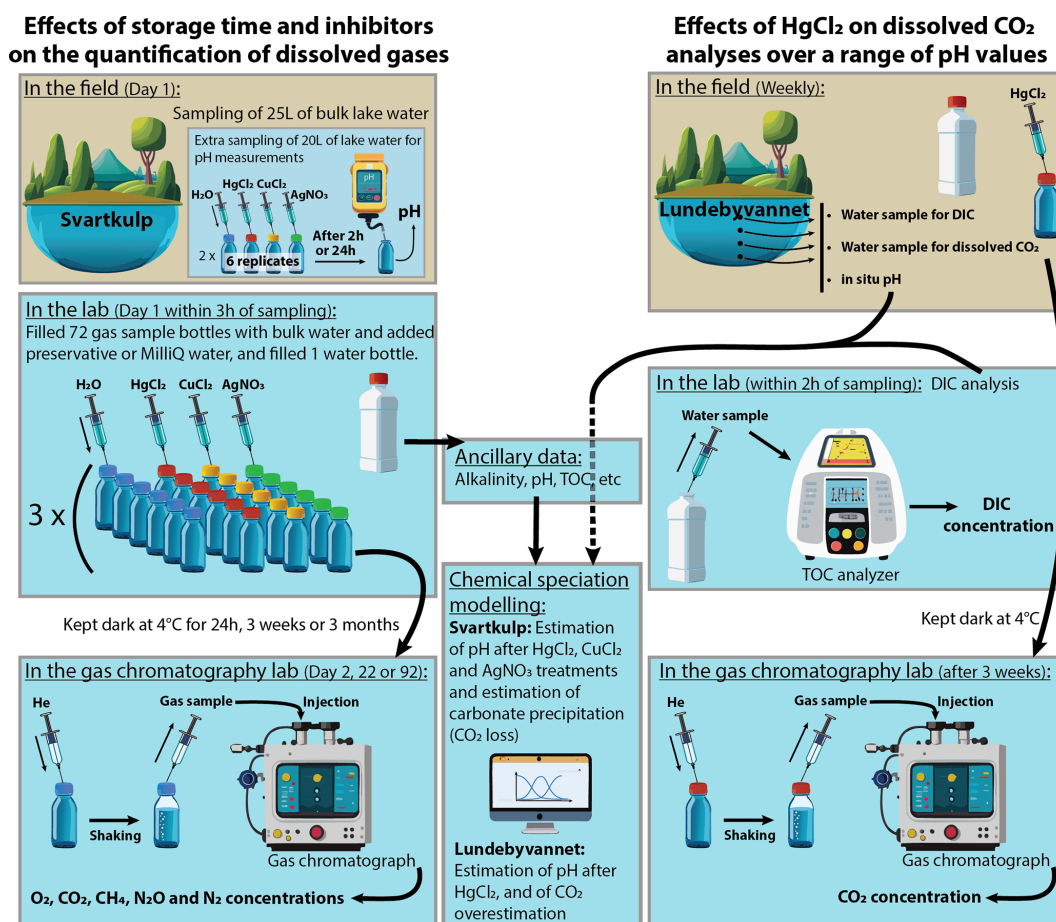 Effects of storage time and inhibitors
on the quantification of dissolved gases
In the field (Day 1):
Sampling of 25L of bulk lake water
Extra sampling of 20L of lake water for
pH measurements
H₂O
HgCl₂
CuCl₂
AgNO₃
pH
pH
After 2h
or 24h
2 x
6 replicates
Svartkulp
In the lab (Day 1 within 3h of sampling):
Filled 72 gas sample bottles with bulk water and added
preservative or MilliQ water, and filled 1 water bottle.
H₂O
HgCl₂
CuCl₂
AgNO₃
3 x
Kept dark at 4°C for 24h, 3 weeks or 3 months
In the gas chromatography lab (Day 2, 22 or 92):
He
Gas sample
Injection
Shaking
Gas chromatograph
O₂, CO₂, CH₄, N₂O and N₂ concentrations
Ancillary data:
Alkalinity, pH, TOC, etc
Chemical speciation
modelling:
Svartkulp: Estimation
of pH after HgCl₂, CuCl₂
and AgNO₃ treatments
and estimation of
carbonate precipitation
(CO₂ loss)
Lundebyvannet:
Estimation of pH after
HgCl₂, and of CO₂
overestimation
Effects of HgCl₂ on dissolved CO₂
analyses over a range of pH values
In the field (Weekly):
HgCl₂
Lundebyvannet
• Water sample for DIC
• Water sample for dissolved CO₂
• in situ pH
In the lab (within 2h of sampling): DIC analysis
Water sample
TOC analyzer
DIC
concentration
Kept dark at 4°C
In the gas chromatography lab (after 3 weeks):
He
Gas sample
Injection
Shaking
Gas chromatograph
CO₂ concentration